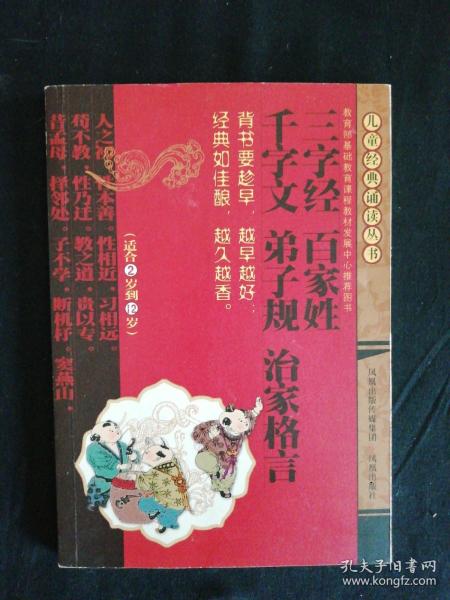 儿童经典诵读丛书
教育部基础教育课程教材发展中心推荐图书
三字经 百家姓
千字文 弟子规 治家格言
背书要趁早，越早越好；
经典如佳酿，越久越香。
（适合2岁到12岁）
人之初，性本善。性相近，习相远。
苟不教，性乃迁。教之道，贵以专。
昔孟母，择邻处。子不学，断机杼。窦燕山，
凤凰出版传媒集团
凤凰出版社
孔夫子旧书网
www.kongfz.com